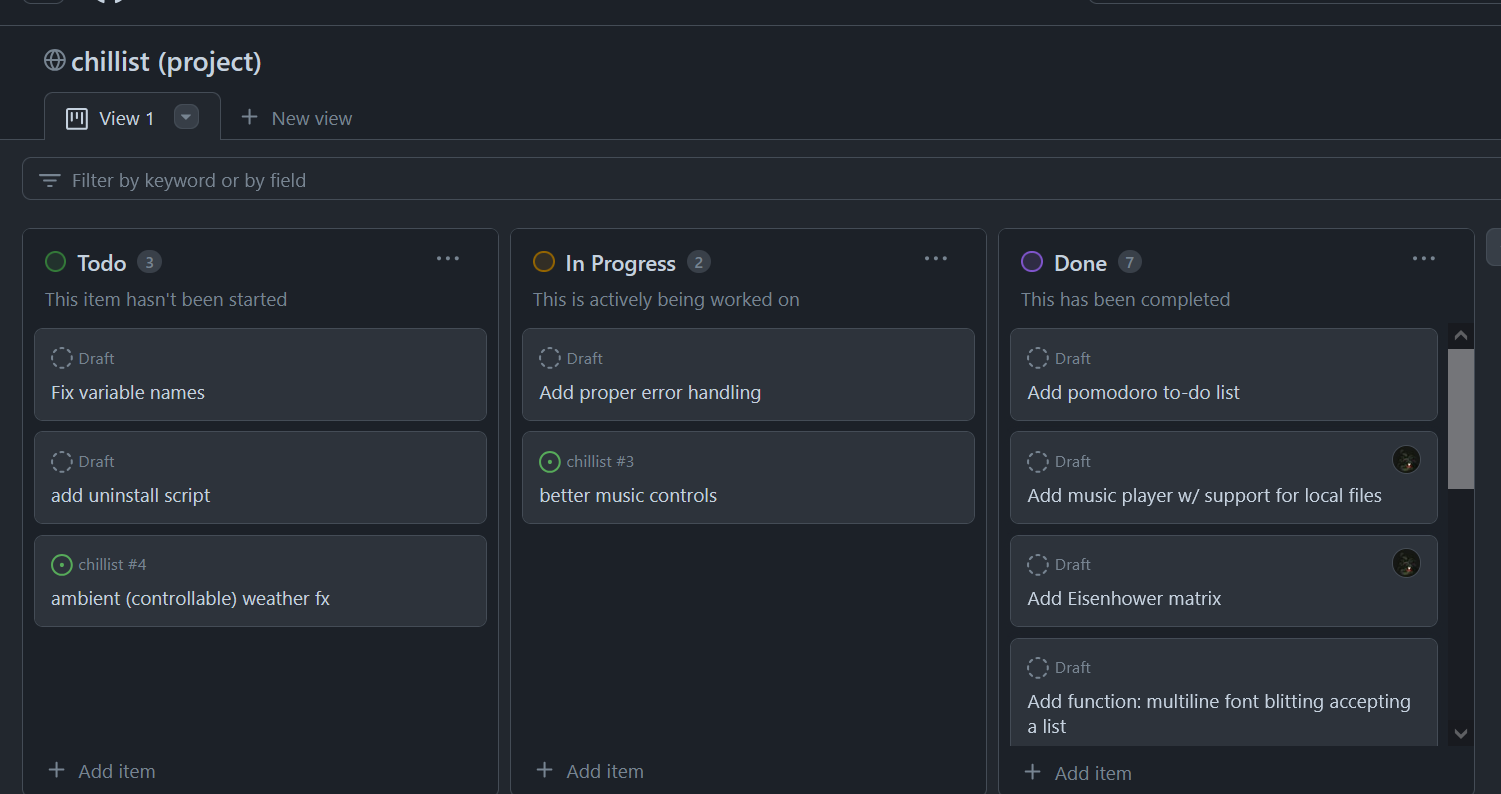 chillist (project)
View 1
New view
Filter by keyword or by field
Todo 3
This item hasn't been started
Draft
Fix variable names
Draft
add uninstall script
chillist #4
ambient (controllable) weather fx
Add item
In Progress 2
This is actively being worked on
Draft
Add proper error handling
chillist #3
better music controls
Add item
Done 7
This has been completed
Draft
Add pomodoro to-do list
Draft
Add music player w/ support for local files
Draft
Add Eisenhower matrix
Draft
Add function: multiline font blitting accepting
a list
Add item